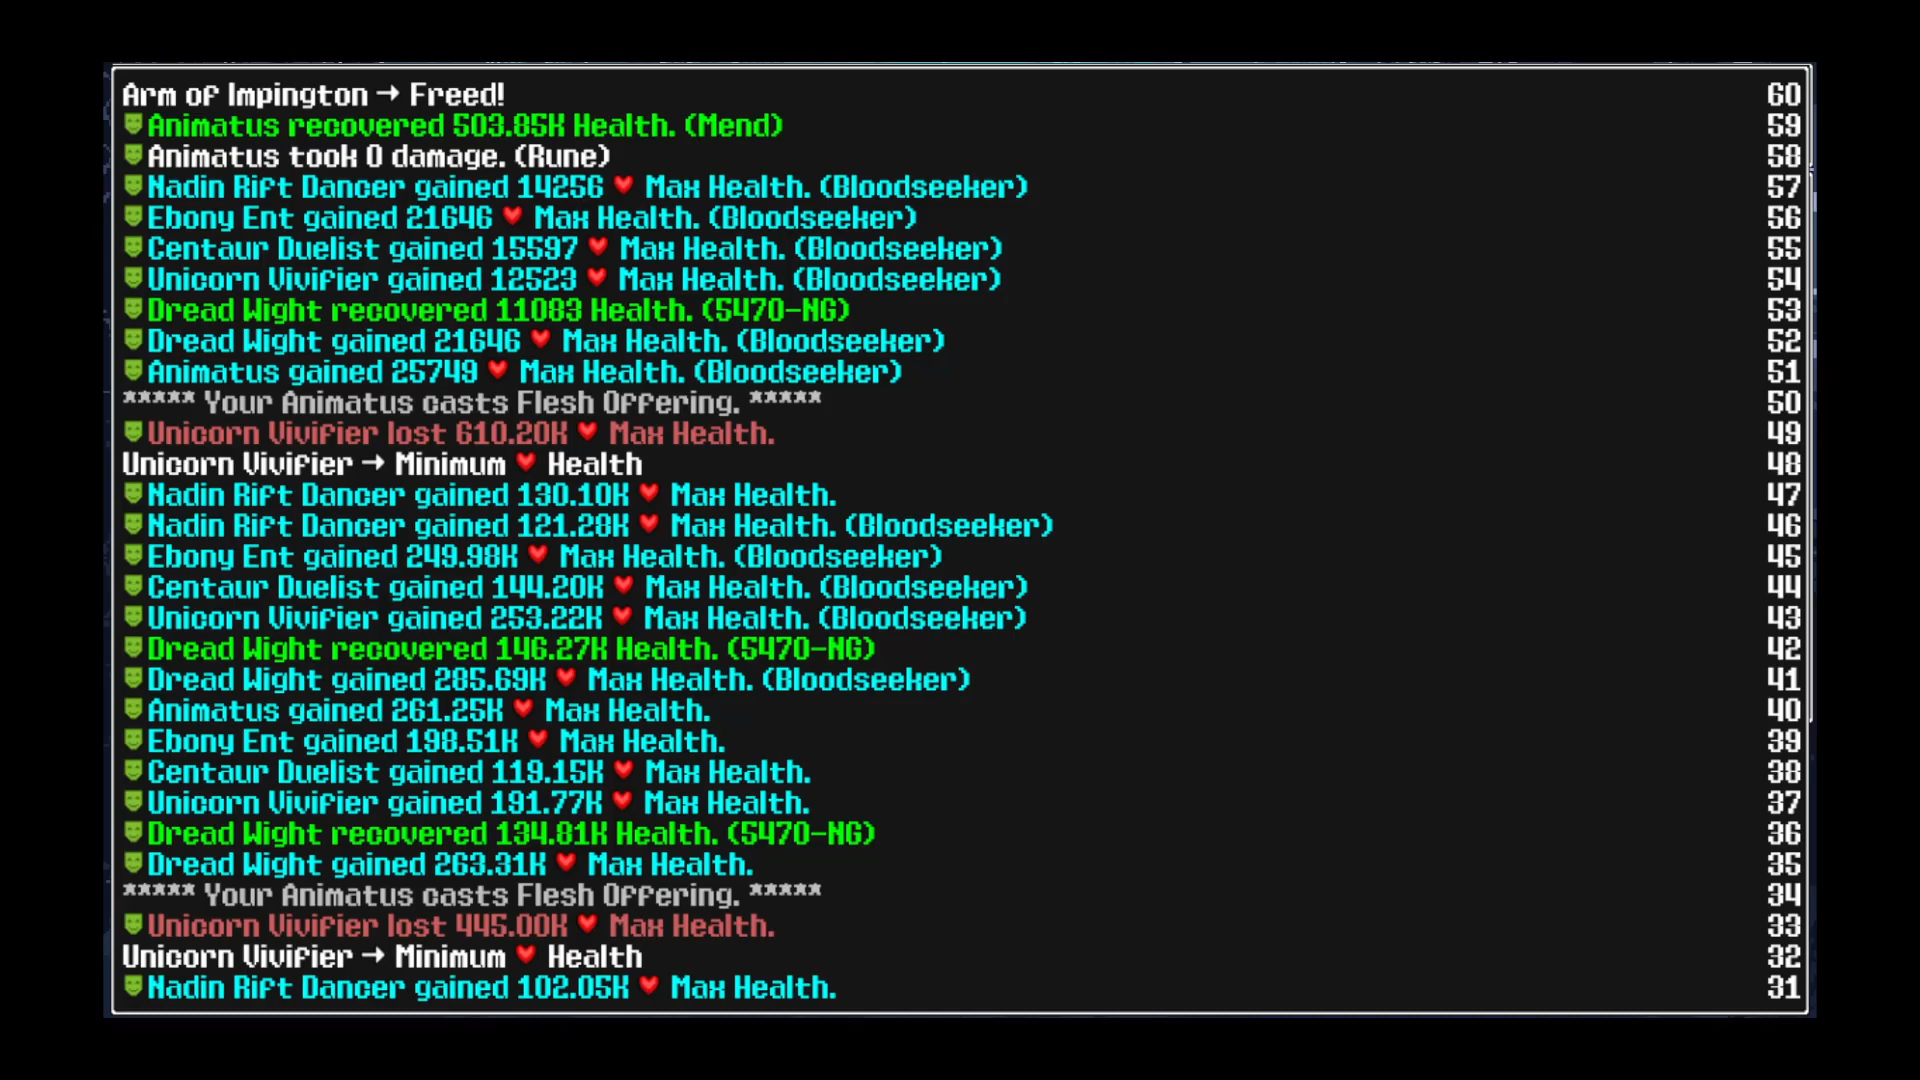 Arm of Impington → Freed! 60
Animatus recovered 503.85K Health. (Mend) 59
Animatus took 0 damage. (Rune) 58
Nadin Rift Dancer gained 14256 ❤ Max Health. (Bloodseeker) 57
Ebony Ent gained 21646 ❤ Max Health. (Bloodseeker) 56
Centaur Duelist gained 15597 ❤ Max Health. (Bloodseeker) 55
Unicorn Vivifier gained 12523 ❤ Max Health. (Bloodseeker) 54
Dread Wight recovered 11083 Health. (5470-NG) 53
Dread Wight gained 21646 ❤ Max Health. (Bloodseeker) 52
Animatus gained 25749 ❤ Max Health. (Bloodseeker) 51
***** Your Animatus casts Flesh Offering. ***** 50
Unicorn Vivifier lost 610.20K ❤ Max Health. 49
Unicorn Vivifier → Minimum ❤ Health 48
Nadin Rift Dancer gained 130.10K ❤ Max Health. 47
Nadin Rift Dancer gained 121.28K ❤ Max Health. (Bloodseeker) 46
Ebony Ent gained 249.98K ❤ Max Health. (Bloodseeker) 45
Centaur Duelist gained 144.20K ❤ Max Health. (Bloodseeker) 44
Unicorn Vivifier gained 253.22K ❤ Max Health. (Bloodseeker) 43
Dread Wight recovered 146.27K Health. (5470-NG) 42
Dread Wight gained 285.69K ❤ Max Health. (Bloodseeker) 41
Animatus gained 261.25K ❤ Max Health. 40
Ebony Ent gained 198.51K ❤ Max Health. 39
Centaur Duelist gained 119.15K ❤ Max Health. 38
Unicorn Vivifier gained 191.77K ❤ Max Health. 37
Dread Wight recovered 134.81K Health. (5470-NG) 36
Dread Wight gained 263.31K ❤ Max Health. 35
***** Your Animatus casts Flesh Offering. ***** 34
Unicorn Vivifier lost 445.00K ❤ Max Health. 33
Unicorn Vivifier → Minimum ❤ Health 32
Nadin Rift Dancer gained 102.05K ❤ Max Health. 31